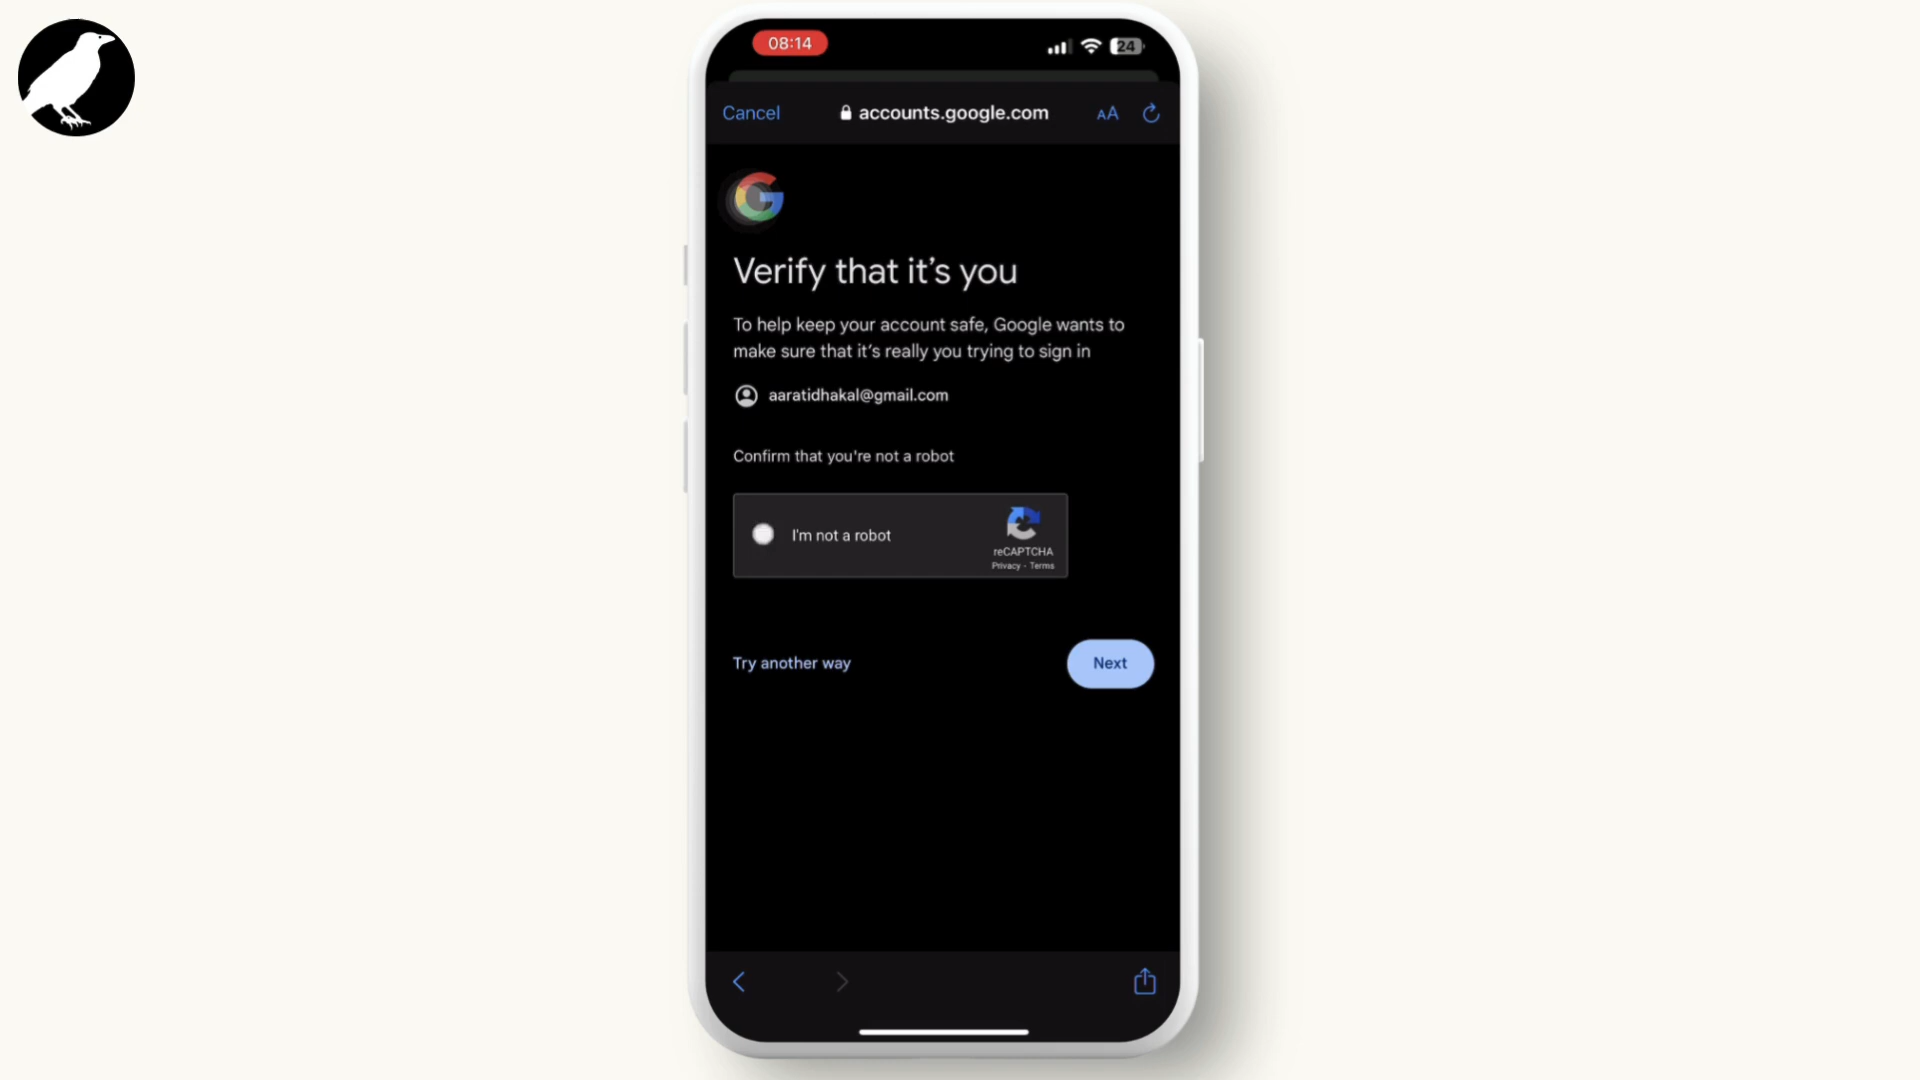 08:14
24
Cancel
accounts.google.com
AA
Verify that it’s you
To help keep your account safe, Google wants to
make sure that it’s really you trying to sign in
aaratidhakal@gmail.com
Confirm that you're not a robot
I'm not a robot
reCAPTCHA
Privacy - Terms
Try another way
Next